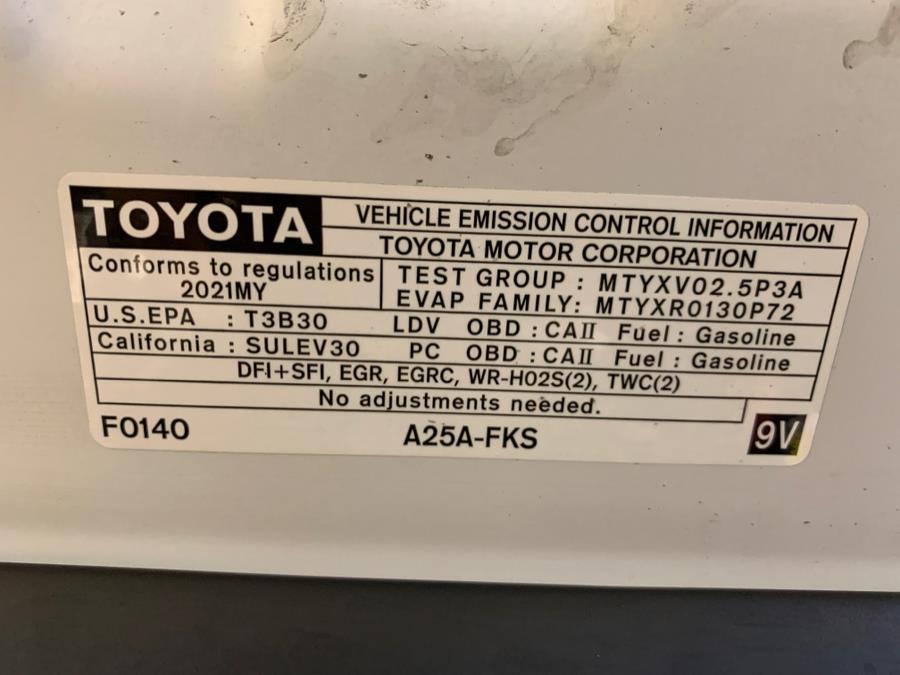 TOYOTA
VEHICLE EMISSION CONTROL INFORMATION
TOYOTA MOTOR CORPORATION
Conforms to regulations
2021MY
TEST GROUP : MTYXV02.5P3A
EVAP FAMILY: MTYXR0130P72
U.S.EPA : T3B30 LDV OBD : CAII Fuel : Gasoline
California : SULEV30 PC OBD : CAII Fuel : Gasoline
DFI+SFI, EGR, EGRC, WR-HO2S(2), TWC(2)
No adjustments needed.
F0140 A25A-FKS 9V